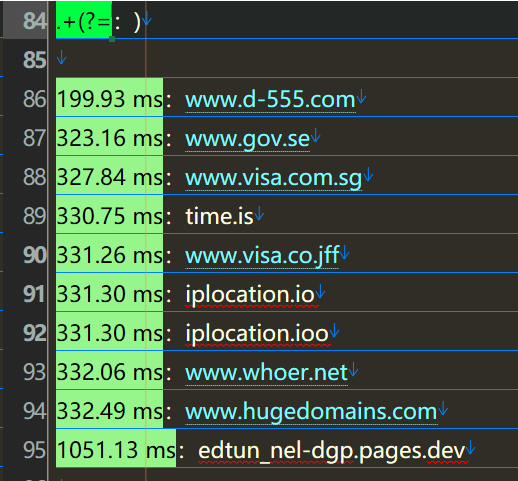 84 .+(?=: )↓
85 ↓
86 199.93 ms: www.d-555.com↓
87 323.16 ms: www.gov.se↓
88 327.84 ms: www.visa.com.sg↓
89 330.75 ms: time.is↓
90 331.26 ms: www.visa.co.jff↓
91 331.30 ms: iplocation.io↓
92 331.30 ms: iplocation.ioo↓
93 332.06 ms: www.whoer.net↓
94 332.49 ms: www.hugedomains.com↓
95 1051.13 ms: edtun_nel-dgp.pages.dev↓